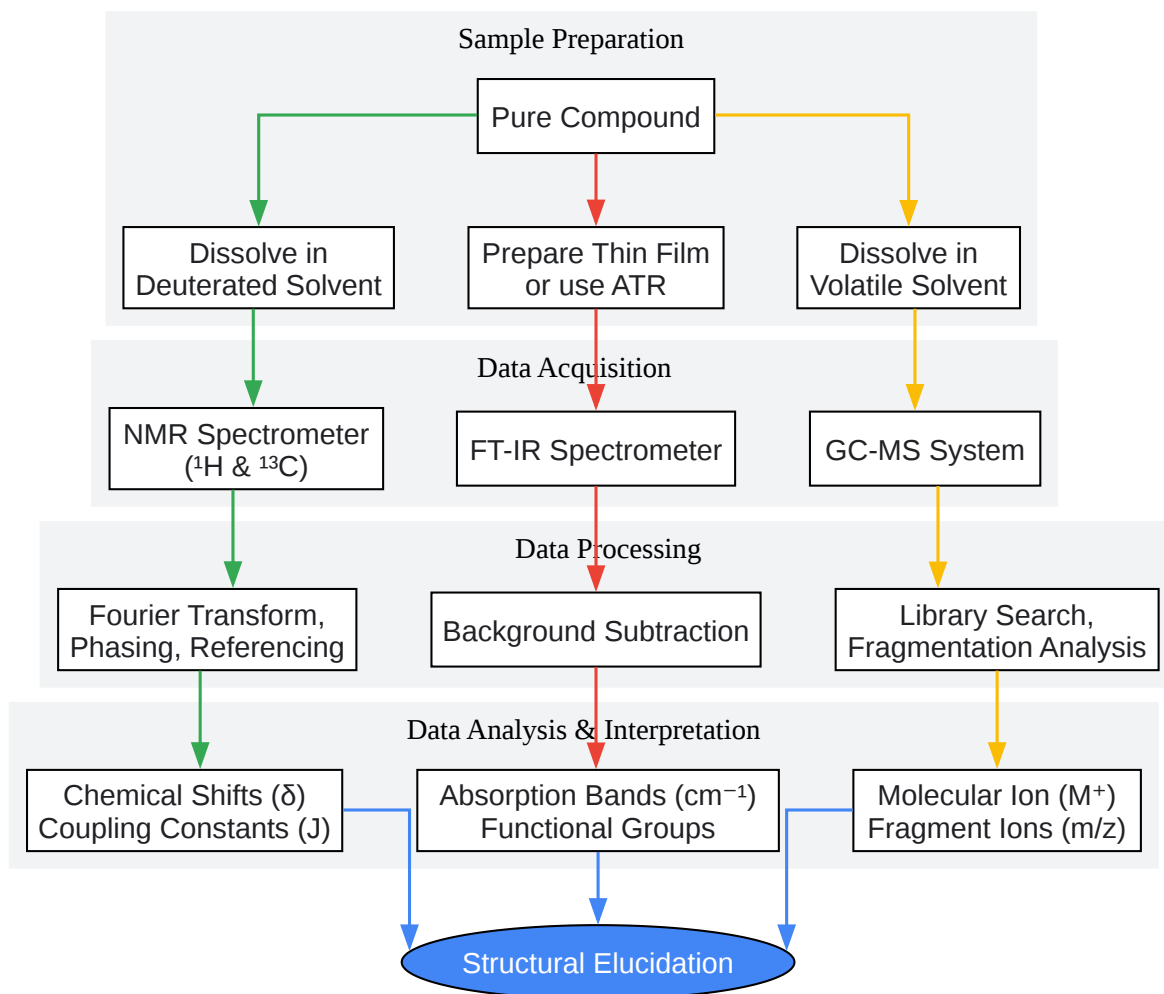 Sample Preparation
Pure Compound
Dissolve in
Deuterated Solvent
Prepare Thin Film
or use ATR
Dissolve in
Volatile Solvent
Data Acquisition
NMR Spectrometer
(¹H & ¹³C)
FT-IR Spectrometer
GC-MS System
Data Processing
Fourier Transform,
Phasing, Referencing
Background Subtraction
Library Search,
Fragmentation Analysis
Data Analysis & Interpretation
Chemical Shifts (δ)
Coupling Constants (J)
Absorption Bands (cm⁻¹)
Functional Groups
Molecular Ion (M⁺)
Fragment Ions (m/z)
Structural Elucidation